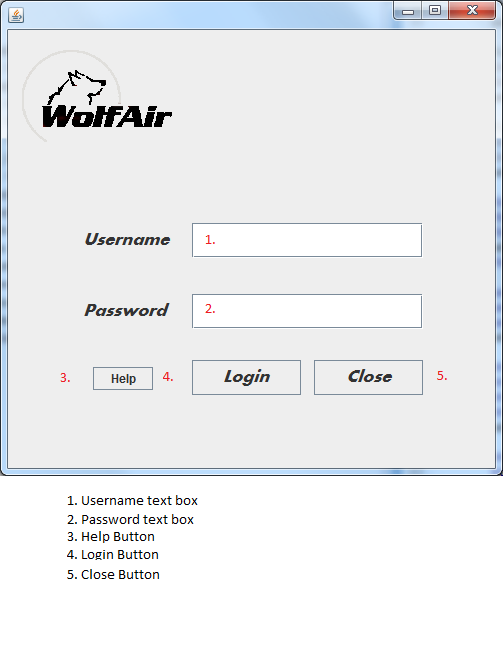 WolfAir
Username 1.
Password 2.
3. Help 4. Login Close 5.
1. Username text box
2. Password text box
3. Help Button
4. Login Button
5. Close Button